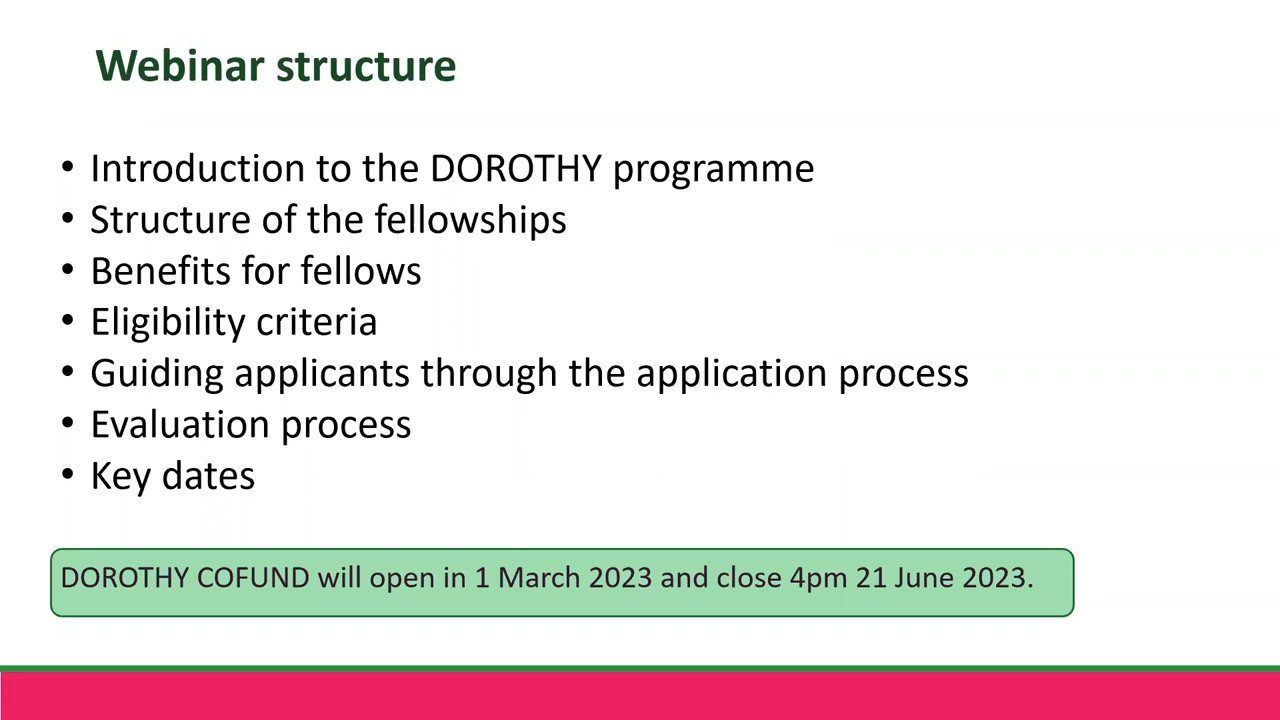 Webinar structure
• Introduction to the DOROTHY programme
• Structure of the fellowships
• Benefits for fellows
• Eligibility criteria
• Guiding applicants through the application process
• Evaluation process
• Key dates
DOROTHY COFUND will open in 1 March 2023 and close 4pm 21 June 2023.